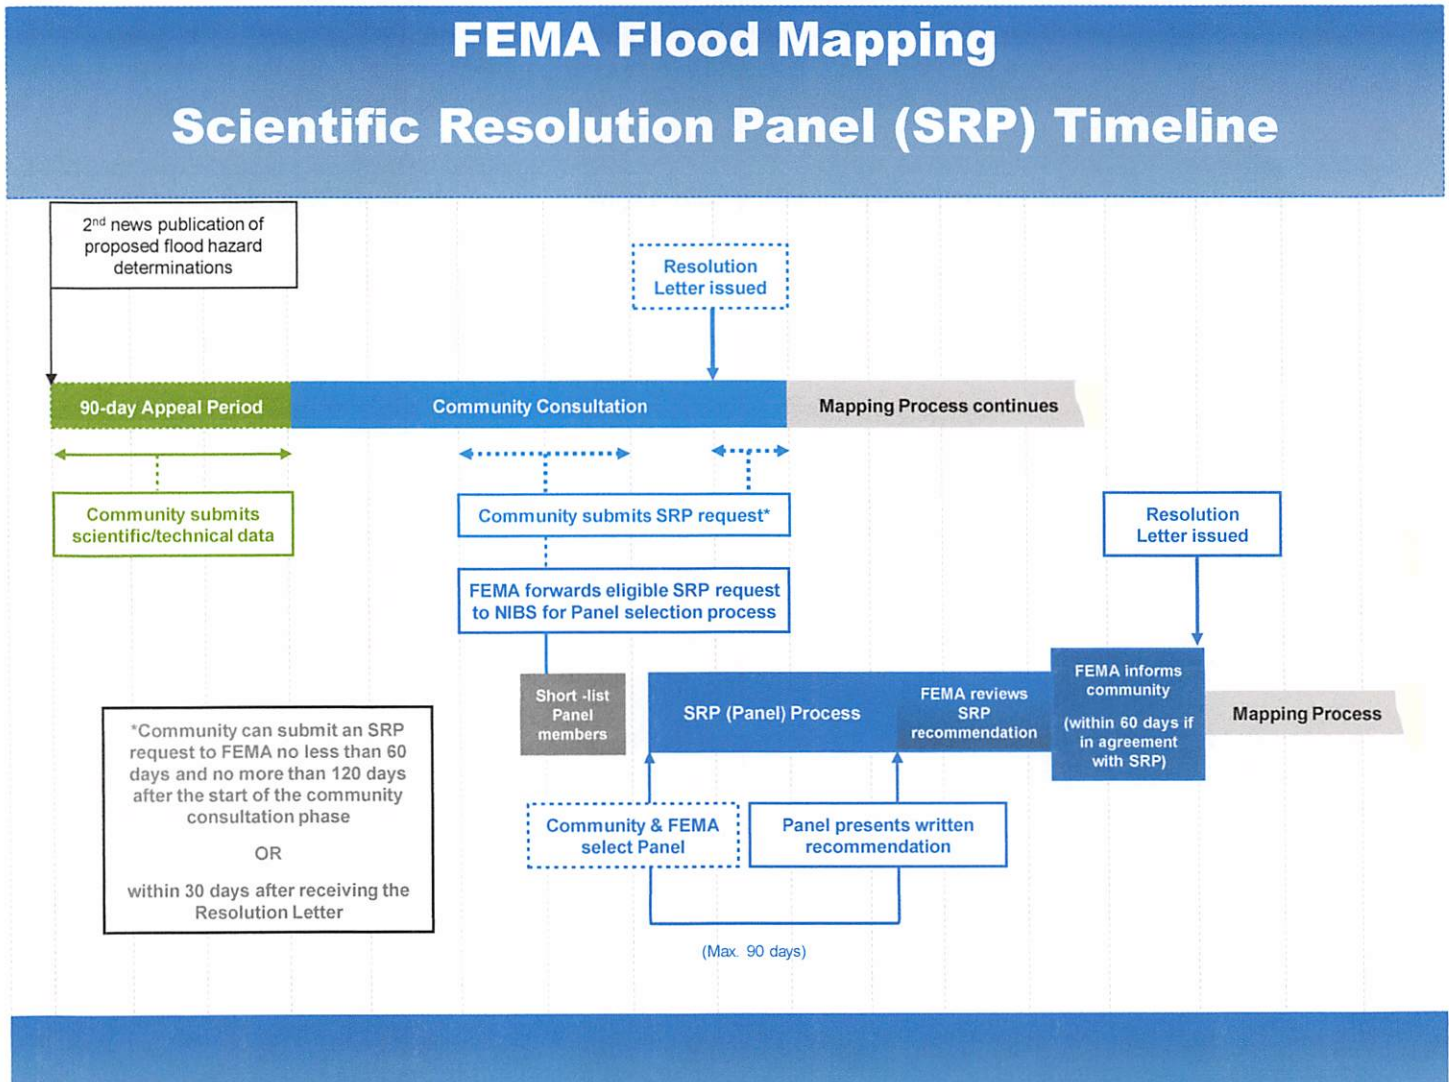 FEMA Flood Mapping
Scientific Resolution Panel (SRP) Timeline
2nd news publication of
proposed flood hazard
determinations
Resolution
Letter issued
90-day Appeal Period
Community Consultation
Mapping Process continues
Community submits
scientific/technical data
Community submits SRP request*
Resolution
Letter issued
FEMA forwards eligible SRP request
to NIBS for Panel selection process
Short -list
Panel
members
SRP (Panel) Process
FEMA reviews
SRP
recommendation
FEMA informs
community
(within 60 days if
in agreement
with SRP)
Mapping Process
*Community can submit an SRP
request to FEMA no less than 60
days and no more than 120 days
after the start of the community
consultation phase
OR
within 30 days after receiving the
Resolution Letter
Community & FEMA
select Panel
Panel presents written
recommendation
(Max. 90 days)